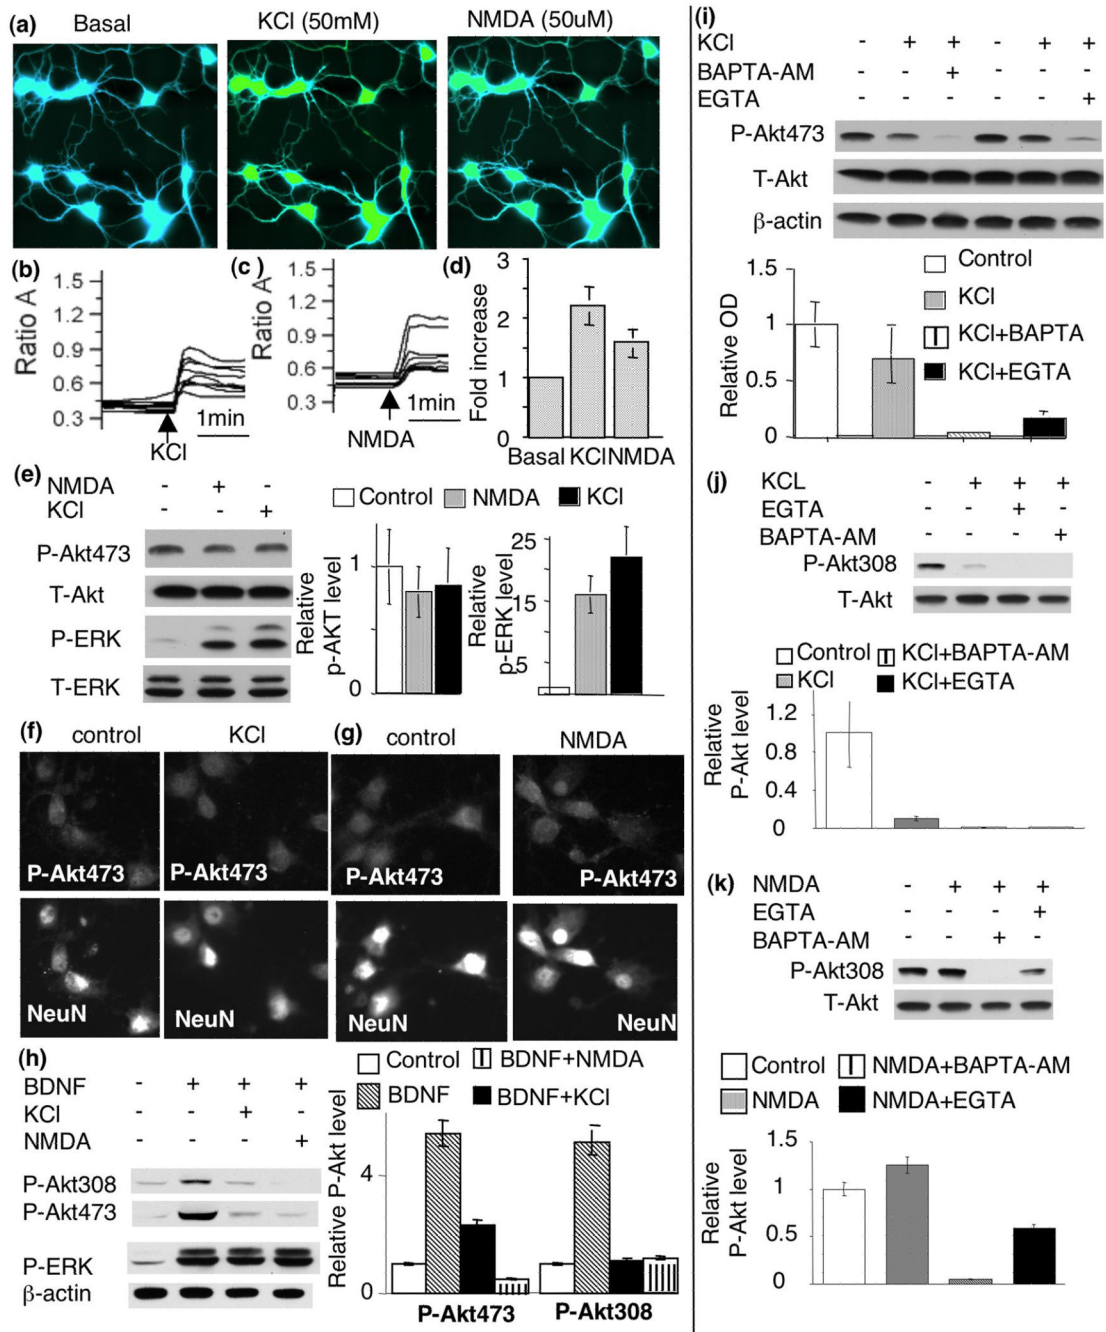 (a) Basal KCl (50mM) NMDA (50uM)
(b) (c) (d)
Ratio A
1.5
1.2
0.9
0.6
0.3
KCl
1min
Ratio A
1.5
1.2
0.9
0.6
0.3
NMDA
1min
Fold increase
3
2
1
0
Basal KCl NMDA
(e)
NMDA - + -
KCl - - +
P-Akt473
T-Akt
P-ERK
T-ERK
Control NMDA KCl
Relative
p-AKT level
1
0
Relative
p-ERK level
25
15
5
(f) control KCl (g) control NMDA
P-Akt473 P-Akt473 P-Akt473 P-Akt473
NeuN NeuN NeuN NeuN
(h)
BDNF - + + +
KCl - - + -
NMDA - - - +
P-Akt308
P-Akt473
P-ERK
β-actin
Control BDNF+NMDA
BDNF BDNF+KCl
Relative P-Akt level
4
0
P-Akt473 P-Akt308
(i)
KCl - + + - + +
BAPTA-AM - - + - - -
EGTA - - - - - +
P-Akt473
T-Akt
β-actin
Control
KCl
KCl+BAPTA
KCl+EGTA
Relative OD
1.5
1
0.5
0
(j)
KCL - + + +
EGTA - - + -
BAPTA-AM - - - +
P-Akt308
T-Akt
Control KCl+BAPTA-AM
KCl KCl+EGTA
Relative
P-Akt level
1.2
0.8
0.4
0
(k)
NMDA - + + +
EGTA - - - +
BAPTA-AM - - + -
P-Akt308
T-Akt
Control NMDA+BAPTA-AM
NMDA NMDA+EGTA
Relative
P-Akt level
1.5
1
0.5
0